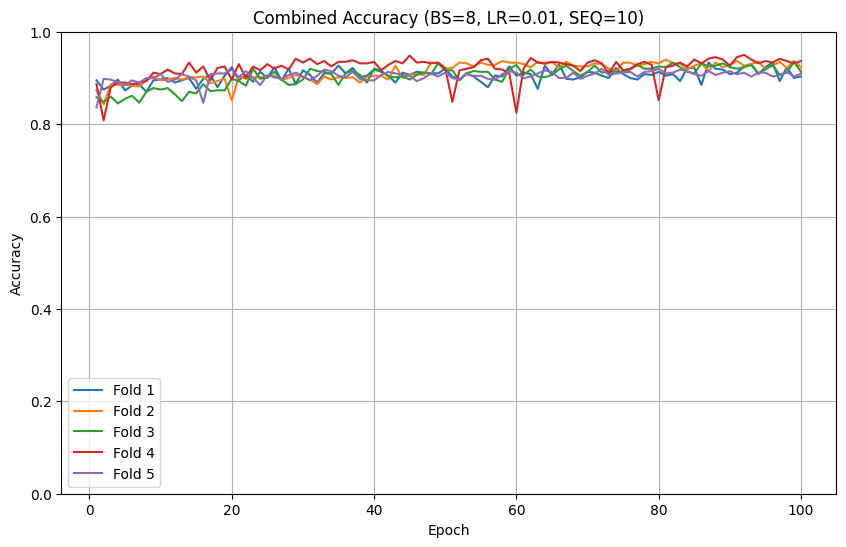 Combined Accuracy (BS=8, LR=0.01, SEQ=10)
1.0
0.8
0.6
0.4
0.2
0.0
Accuracy
Fold 1
Fold 2
Fold 3
Fold 4
Fold 5
0 20 40 60 80 100
Epoch